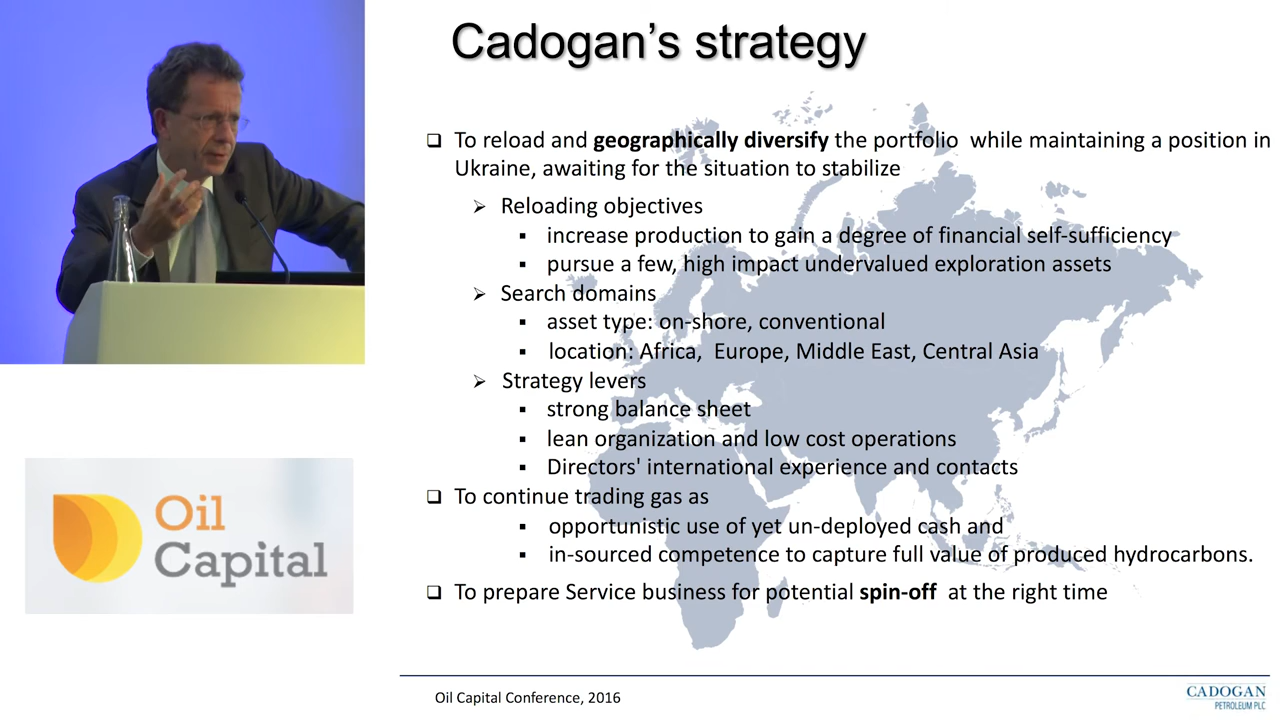 Cadogan's strategy
❑ To reload and geographically diversify the portfolio while maintaining a position in
Ukraine, awaiting for the situation to stabilize
➢ Reloading objectives
▪ increase production to gain a degree of financial self-sufficiency
▪ pursue a few, high impact undervalued exploration assets
➢ Search domains
▪ asset type: on-shore, conventional
▪ location: Africa, Europe, Middle East, Central Asia
➢ Strategy levers
▪ strong balance sheet
▪ lean organization and low cost operations
▪ Directors' international experience and contacts
❑ To continue trading gas as
▪ opportunistic use of yet un-deployed cash and
▪ in-sourced competence to capture full value of produced hydrocarbons.
❑ To prepare Service business for potential spin-off at the right time
Oil
Capital
Oil Capital Conference, 2016
CADOGAN
PETROLEUM PLC